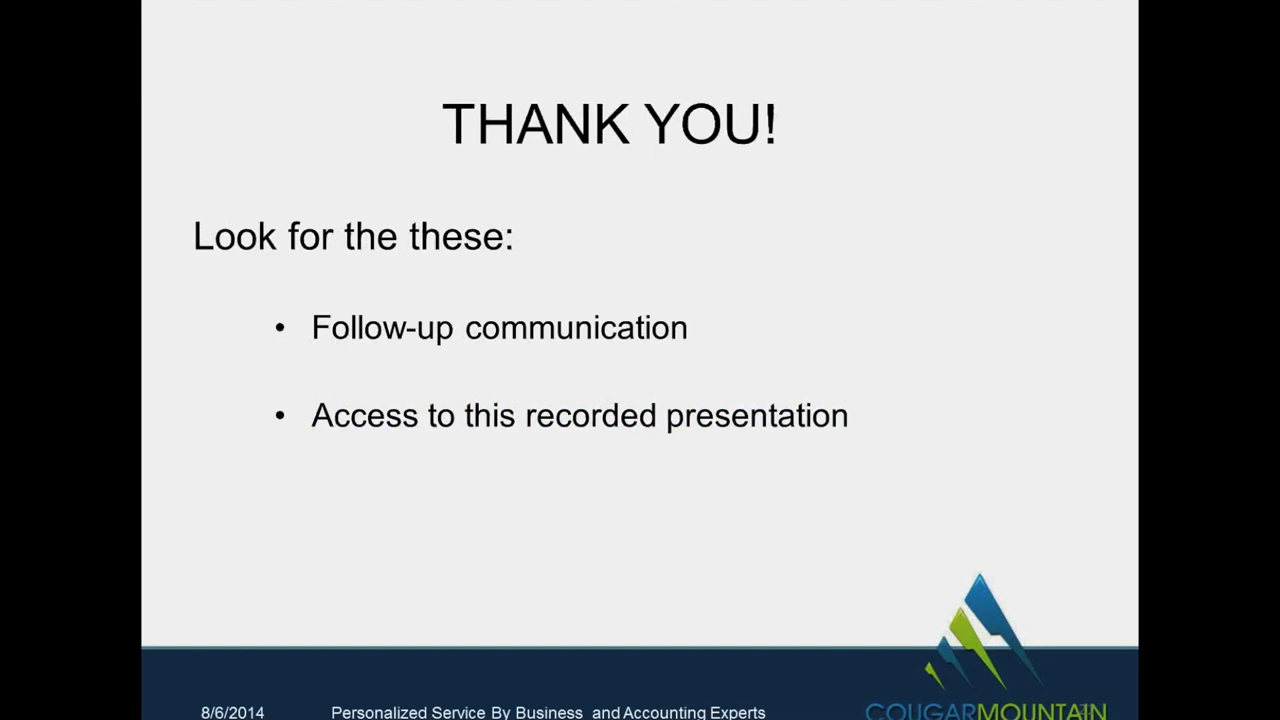 THANK YOU!
Look for the these:
• Follow-up communication
• Access to this recorded presentation
8/6/2014 Personalized Service By Business and Accounting Experts
COUGARMOUNTAIN